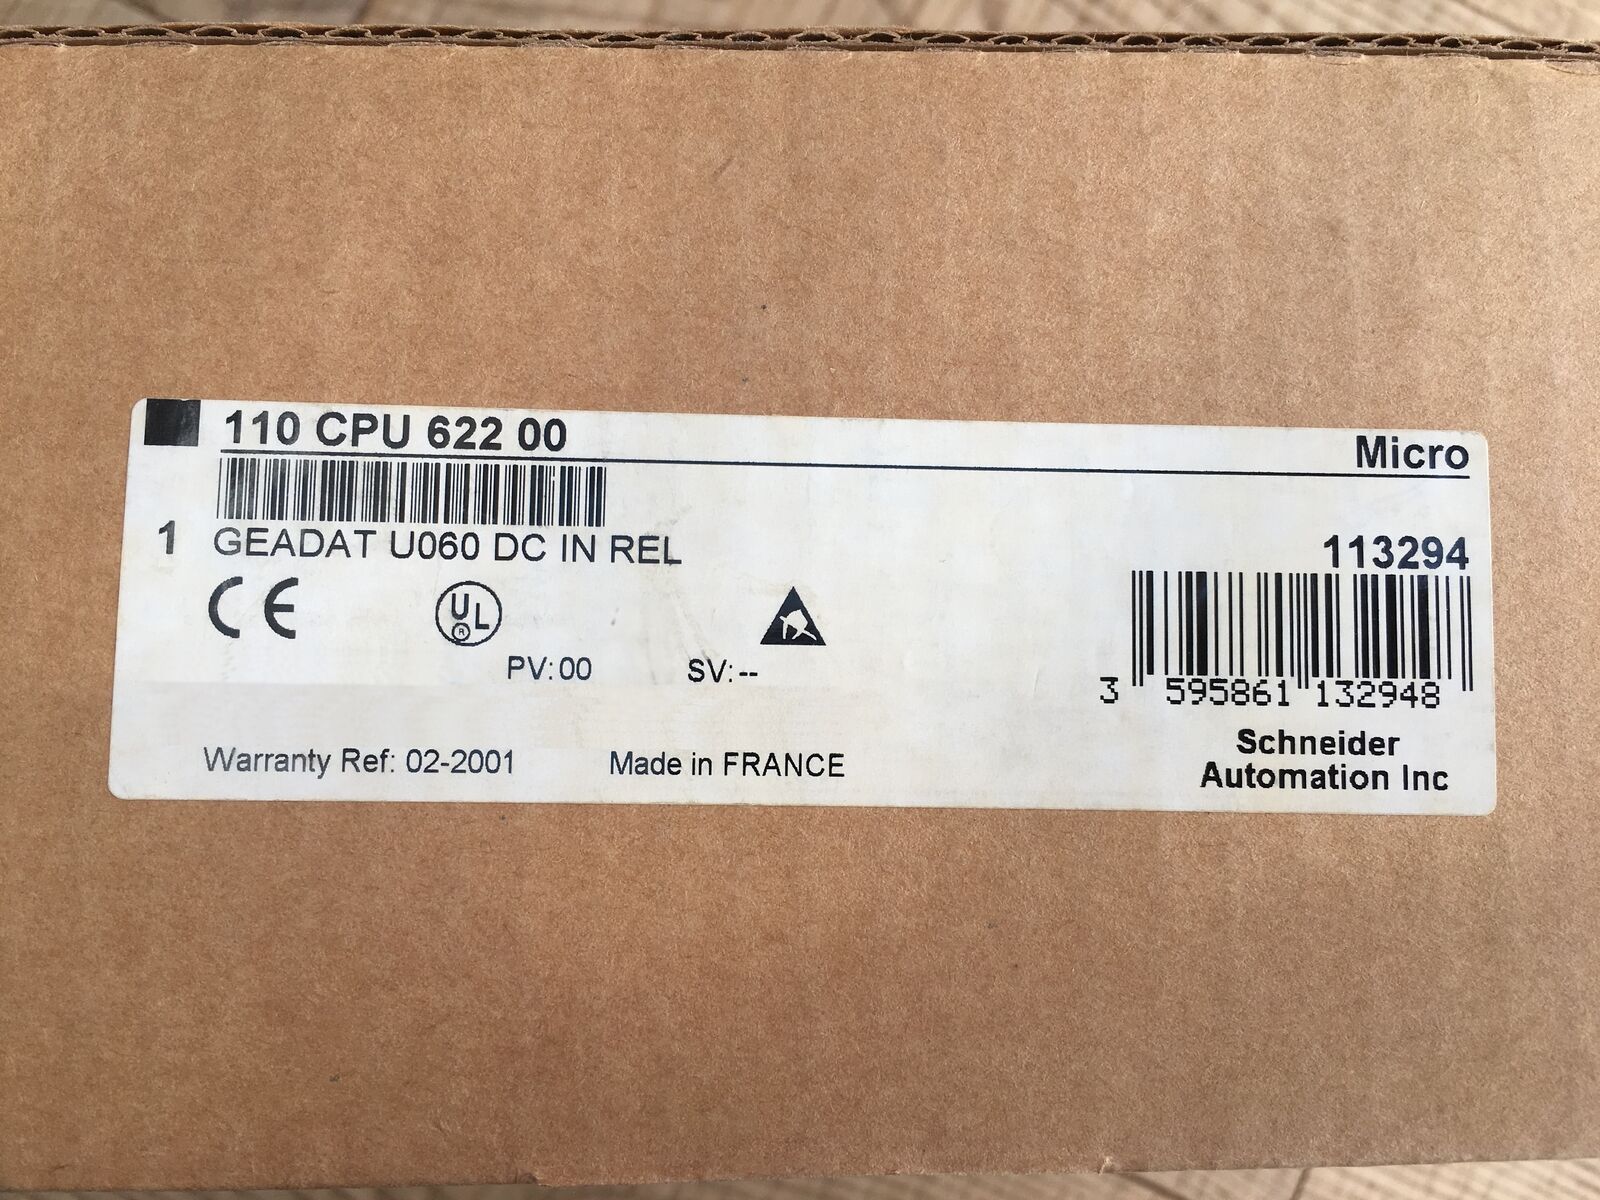 110 CPU 622 00
Micro
1 GEADAT U060 DC IN REL
113294
CE
UL
®
PV: 00 SV: --
3 595861 132948
Warranty Ref: 02-2001 Made in FRANCE
Schneider
Automation Inc